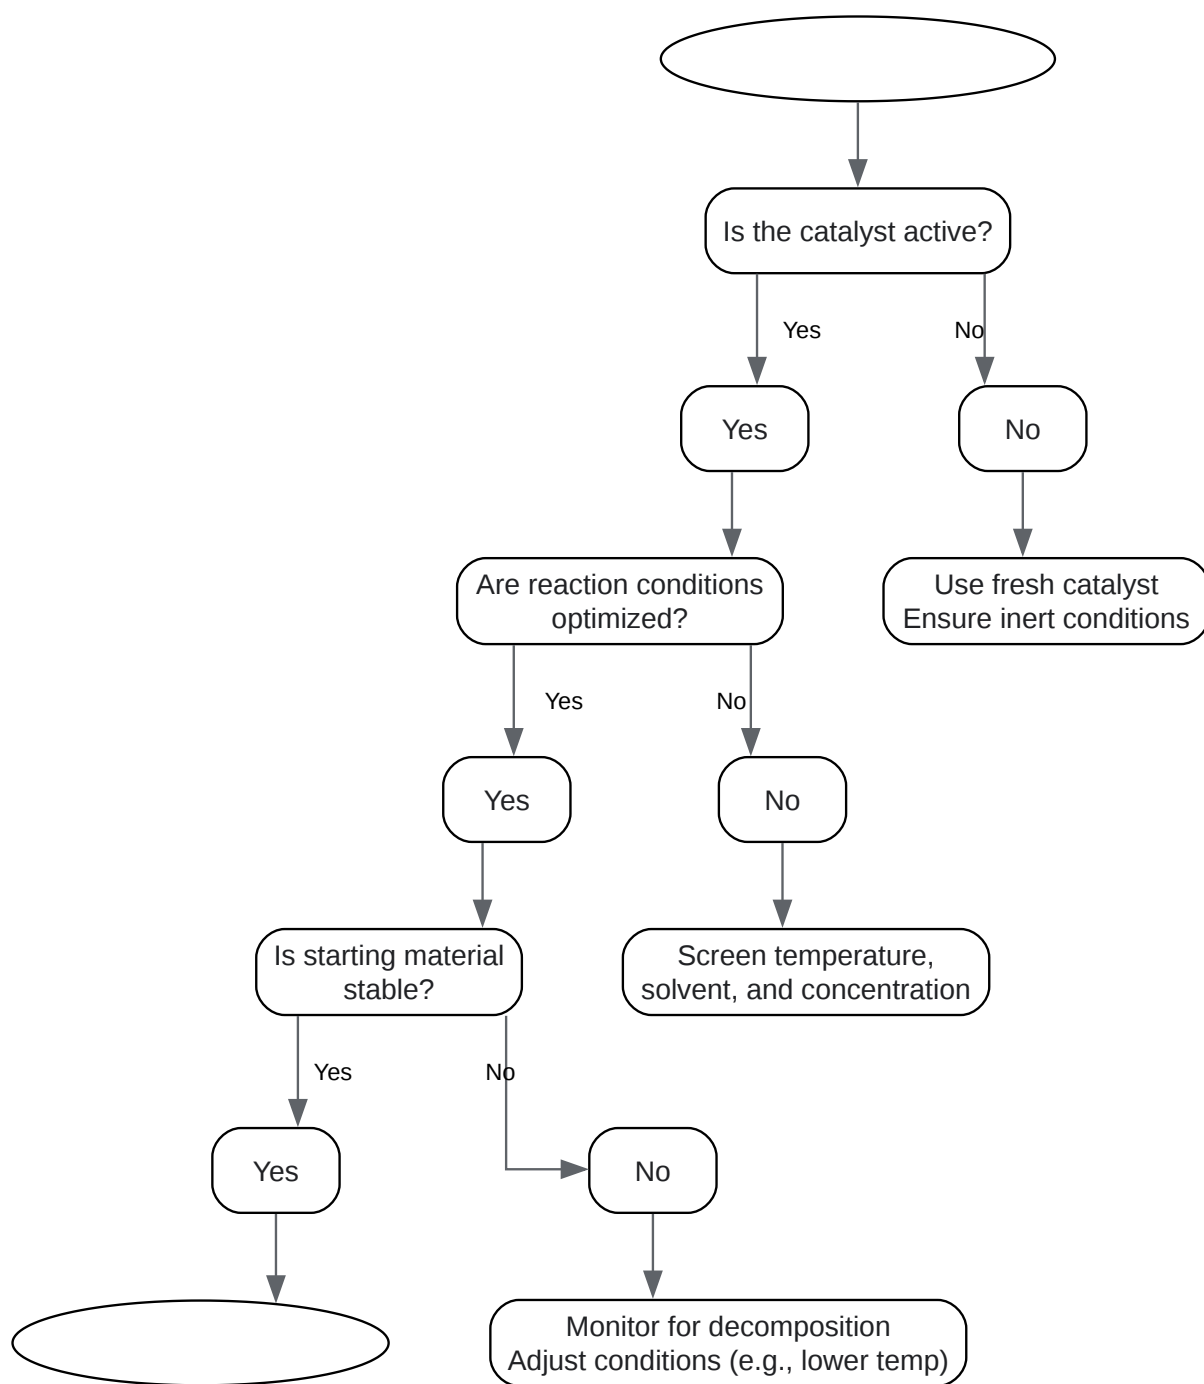 Is the catalyst active?
Yes
No
Yes
No
Are reaction conditions
optimized?
Use fresh catalyst
Ensure inert conditions
Yes
No
Yes
No
Is starting material
stable?
Screen temperature,
solvent, and concentration
Yes
No
Yes
No
Monitor for decomposition
Adjust conditions (e.g., lower temp)